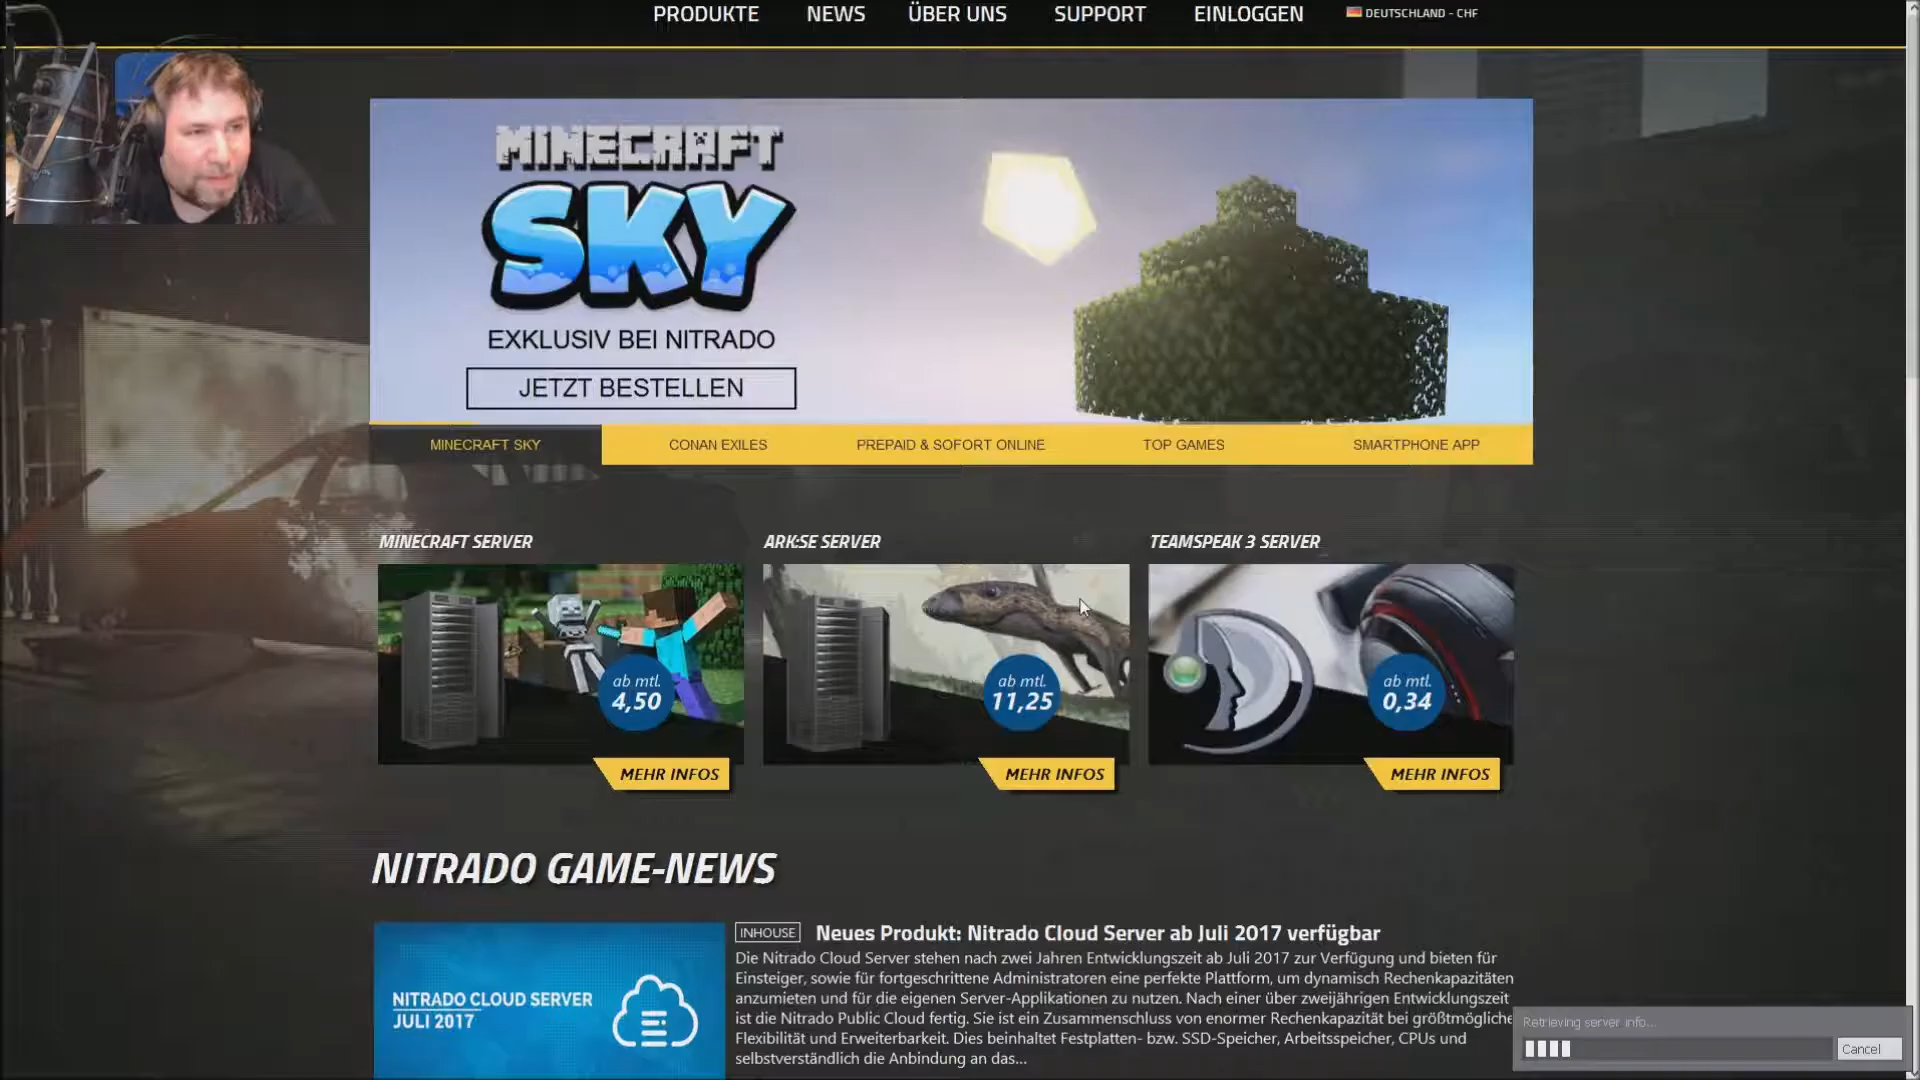 PRODUKTE NEWS ÜBER UNS SUPPORT EINLOGGEN DEUTSCHLAND - CHF
MINECRAFT
SKY
EXKLUSIV BEI NITRADO
JETZT BESTELLEN
MINECRAFT SKY CONAN EXILES PREPAID & SOFORT ONLINE TOP GAMES SMARTPHONE APP
MINECRAFT SERVER
ab mtl.
4,50
MEHR INFOS
ARK:SE SERVER
ab mtl.
11,25
MEHR INFOS
TEAMSPEAK 3 SERVER
ab mtl.
0,34
MEHR INFOS
NITRADO GAME-NEWS
NITRADO CLOUD SERVER
JULI 2017
INHOUSE Neues Produkt: Nitrado Cloud Server ab Juli 2017 verfügbar
Die Nitrado Cloud Server stehen nach zwei Jahren Entwicklungszeit ab Juli 2017 zur Verfügung und bieten für
Einsteiger, sowie für fortgeschrittene Administratoren eine perfekte Plattform, um dynamisch Rechenkapazitäten
anzumieten und für die eigenen Server-Applikationen zu nutzen. Nach einer über zweijährigen Entwicklungszeit
ist die Nitrado Public Cloud fertig. Sie ist ein Zusammenschluss von enormer Rechenkapazität bei größtmögliche
Flexibilität und Erweiterbarkeit. Dies beinhaltet Festplatten- bzw. SSD-Speicher, Arbeitsspeicher, CPUs und
selbstverständlich die Anbindung an das...
Retrieving server info...
Cancel